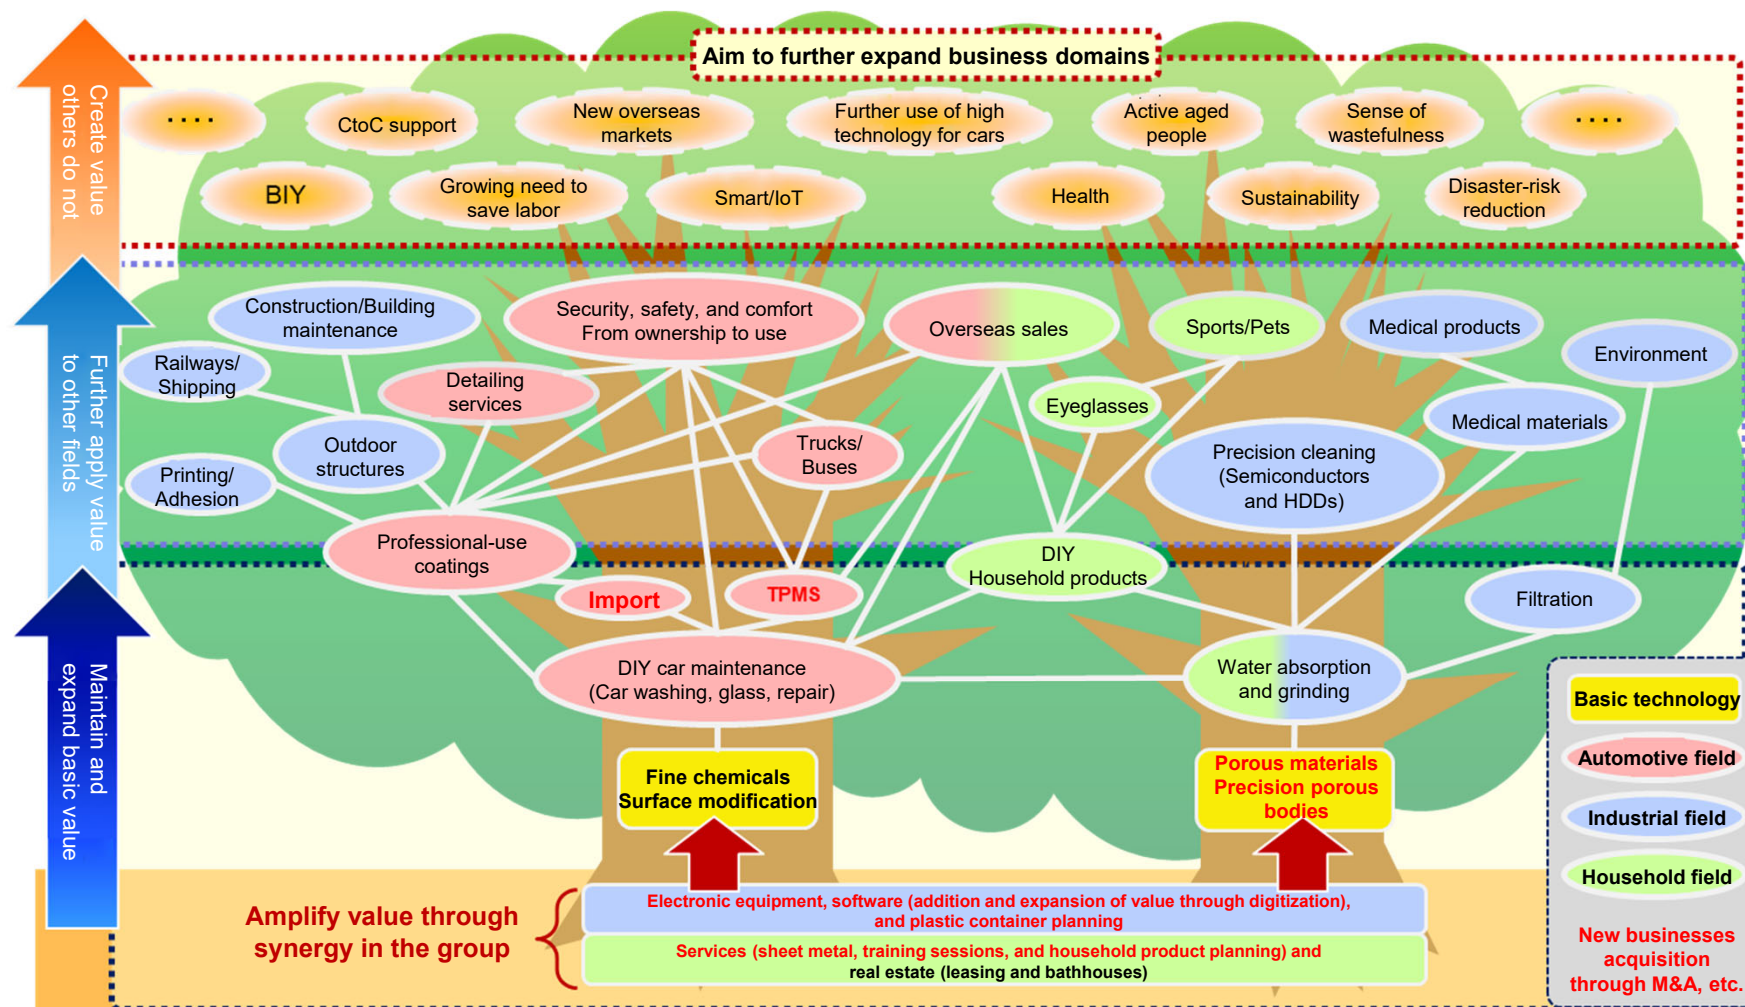 Aim to further expand business domains
Create value
others do not
Further apply value
to other fields
Maintain and
expand basic value
....
CtoC support
New overseas
markets
Further use of high
technology for cars
Active aged
people
Sense of
wastefulness
....
BIY
Growing need to
save labor
Smart/IoT
Health
Sustainability
Disaster-risk
reduction
Construction/Building
maintenance
Security, safety, and comfort
From ownership to use
Overseas sales
Sports/Pets
Medical products
Environment
Railways/
Shipping
Detailing
services
Eyeglasses
Medical materials
Outdoor
structures
Trucks/
Buses
Precision cleaning
(Semiconductors
and HDDs)
Printing/
Adhesion
Professional-use
coatings
DIY
Household products
Import
TPMS
Filtration
DIY car maintenance
(Car washing, glass, repair)
Water absorption
and grinding
Fine chemicals
Surface modification
Porous materials
Precision porous
bodies
Basic technology
Automotive field
Industrial field
Household field
New businesses
acquisition
through M&A, etc.
Amplify value through
synergy in the group
Electronic equipment, software (addition and expansion of value through digitization),
and plastic container planning
Services (sheet metal, training sessions, and household product planning) and
real estate (leasing and bathhouses)